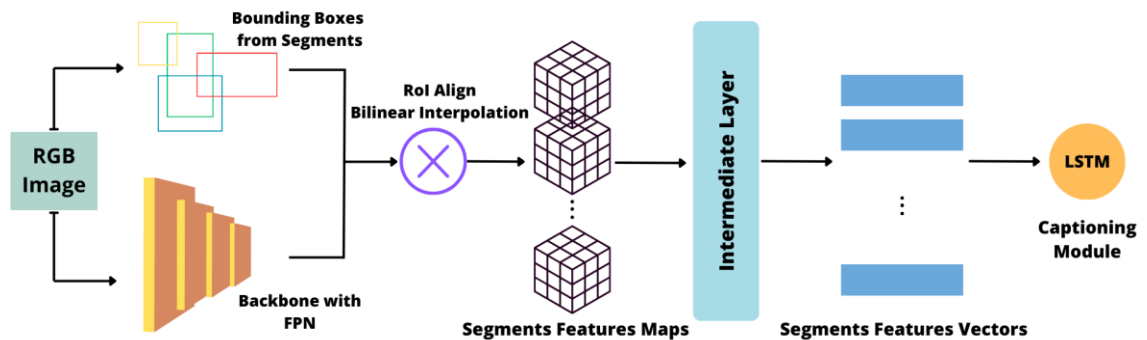 Bounding Boxes
from Segments
RGB
Image
RoI Align
Bilinear Interpolation
Backbone with
FPN
Segments Features Maps
Intermediate Layer
Segments Features Vectors
LSTM
Captioning
Module